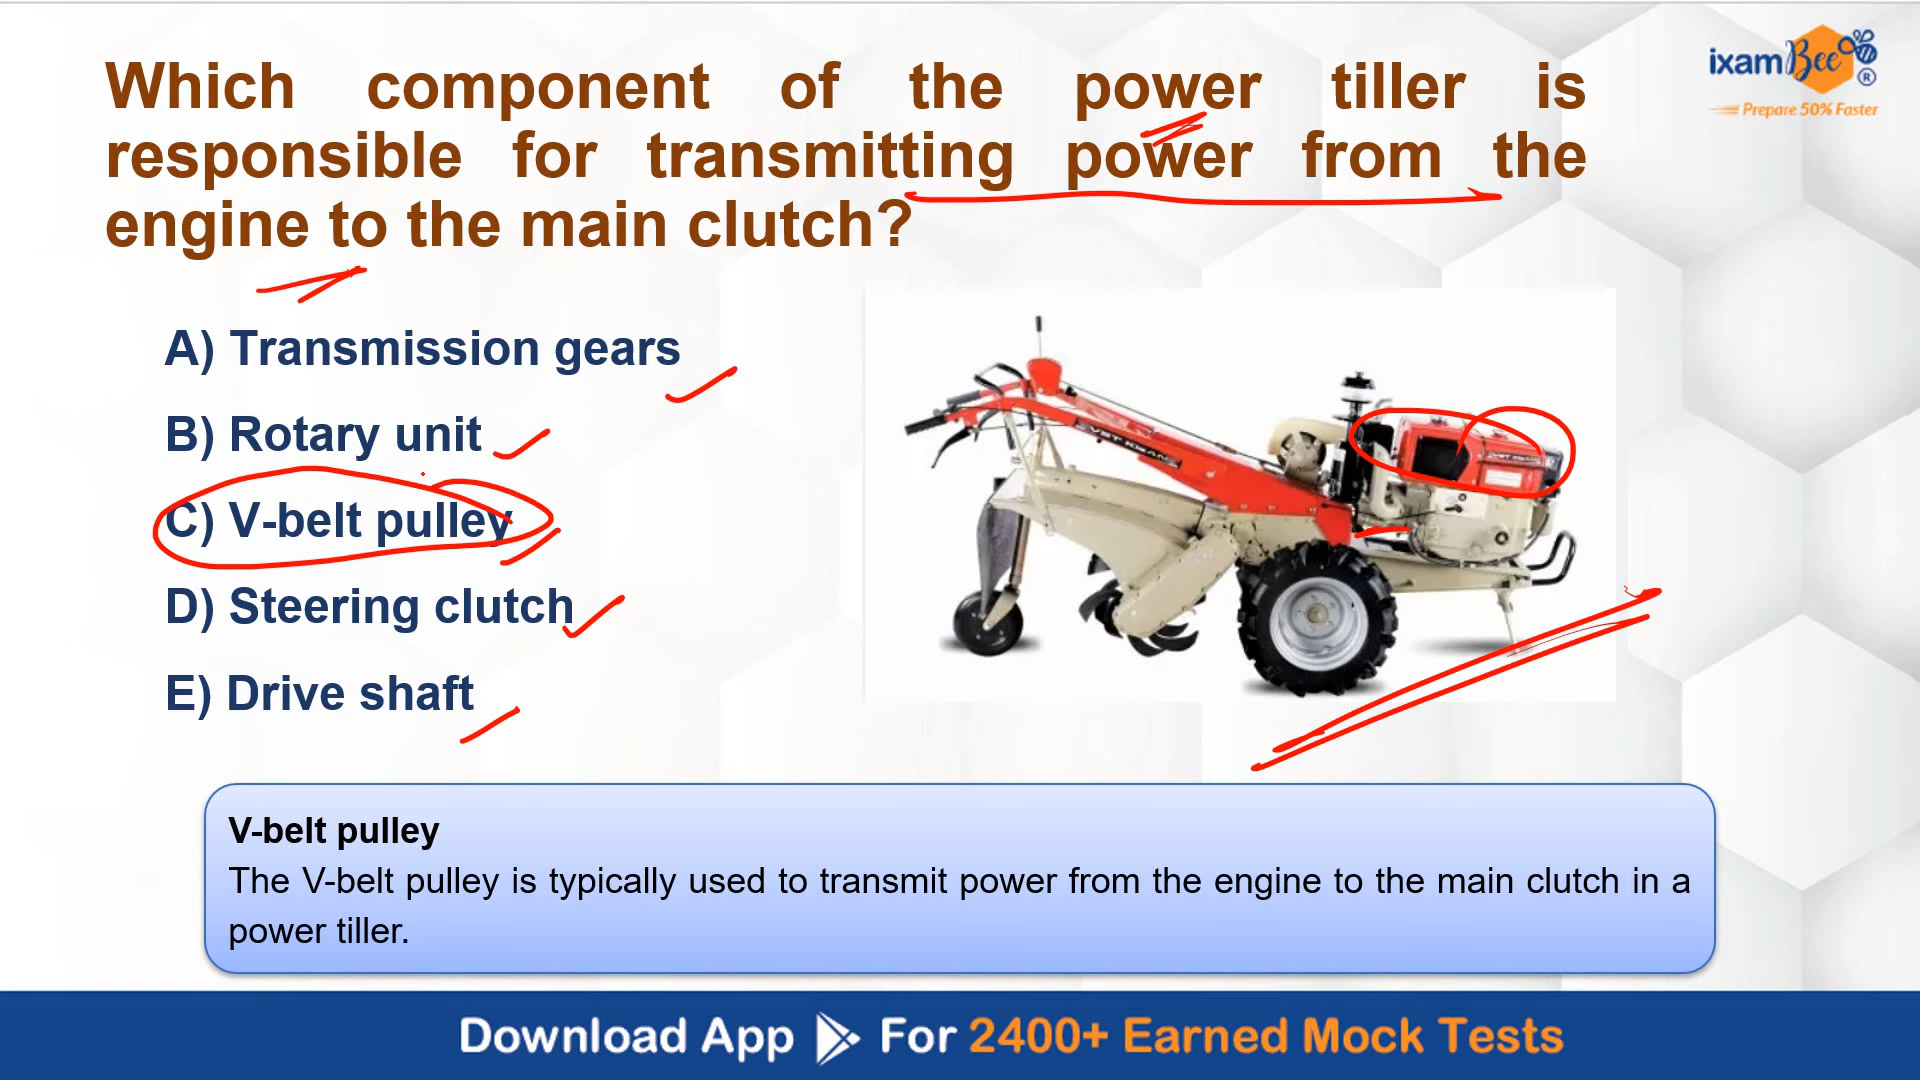 ixamBee®
Prepare 50% Faster
Which component of the power tiller is
responsible for transmitting power from the
engine to the main clutch?
A) Transmission gears
B) Rotary unit
C) V-belt pulley
D) Steering clutch
E) Drive shaft
V-belt pulley
The V-belt pulley is typically used to transmit power from the engine to the main clutch in a
power tiller.
Download App For 2400+ Earned Mock Tests